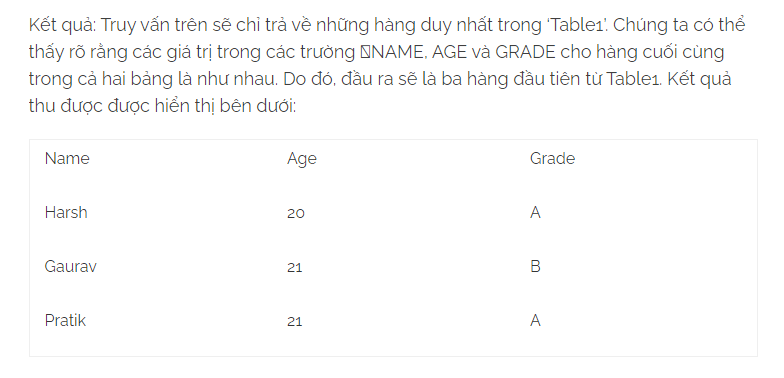 Kết quả: Truy vấn trên sẽ chỉ trả về những hàng duy nhất trong ‘Table1’. Chúng ta có thể
thấy rõ rằng các giá trị trong các trường NAME, AGE và GRADE cho hàng cuối cùng
trong cả hai bảng là như nhau. Do đó, đầu ra sẽ là ba hàng đầu tiên từ Table1. Kết quả
thu được được hiển thị bên dưới:
Name Age Grade
Harsh 20 A
Gaurav 21 B
Pratik 21 A